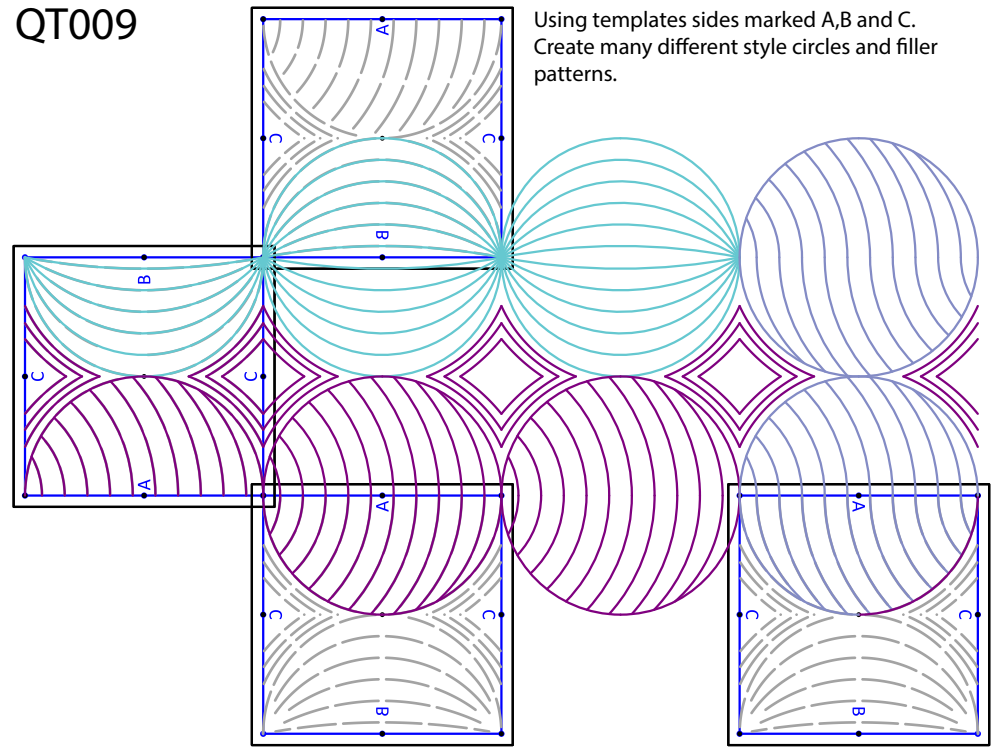 QT009
Using templates sides marked A,B and C.
Create many different style circles and filler
patterns.
A
C C
B
B
C C
A
A
C C
B
A
C C
B